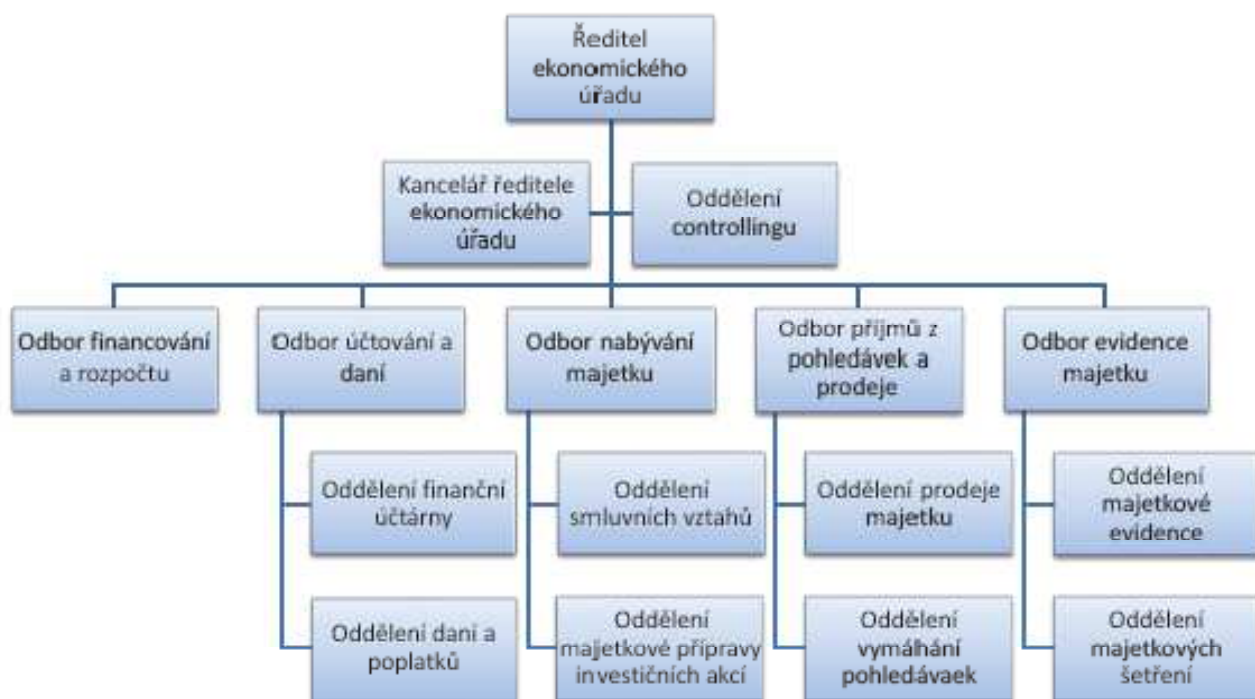 Ředitel
ekonomického
úřadu
Kancelář ředitele
ekonomického
úřadu
Oddělení
controllingu
Odbor financování
a rozpočtu
Odbor účtování a
daní
Odbor nabývání
majetku
Odbor příjmů z
pohledávek a
prodeje
Odbor evidence
majetku
Oddělení finanční
účtárny
Oddělení
smluvních vztahů
Oddělení prodeje
majetku
Oddělení
majetkové
evidence
Oddělení daní a
poplatků
Oddělení
majetkové přípravy
investičních akcí
Oddělení
vymáhání
pohledávaek
Oddělení
majetkových
šetření